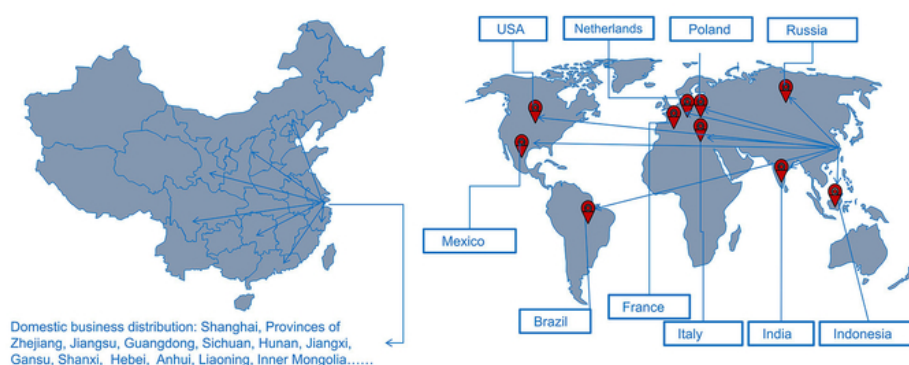 USA
Netherlands
Poland
Russia
Mexico
Brazil
France
Italy
India
Indonesia
Domestic business distribution: Shanghai, Provinces of
Zhejiang, Jiangsu, Guangdong, Sichuan, Hunan, Jiangxi,
Gansu, Shanxi, Hebei, Anhui, Liaoning, Inner Mongolia……